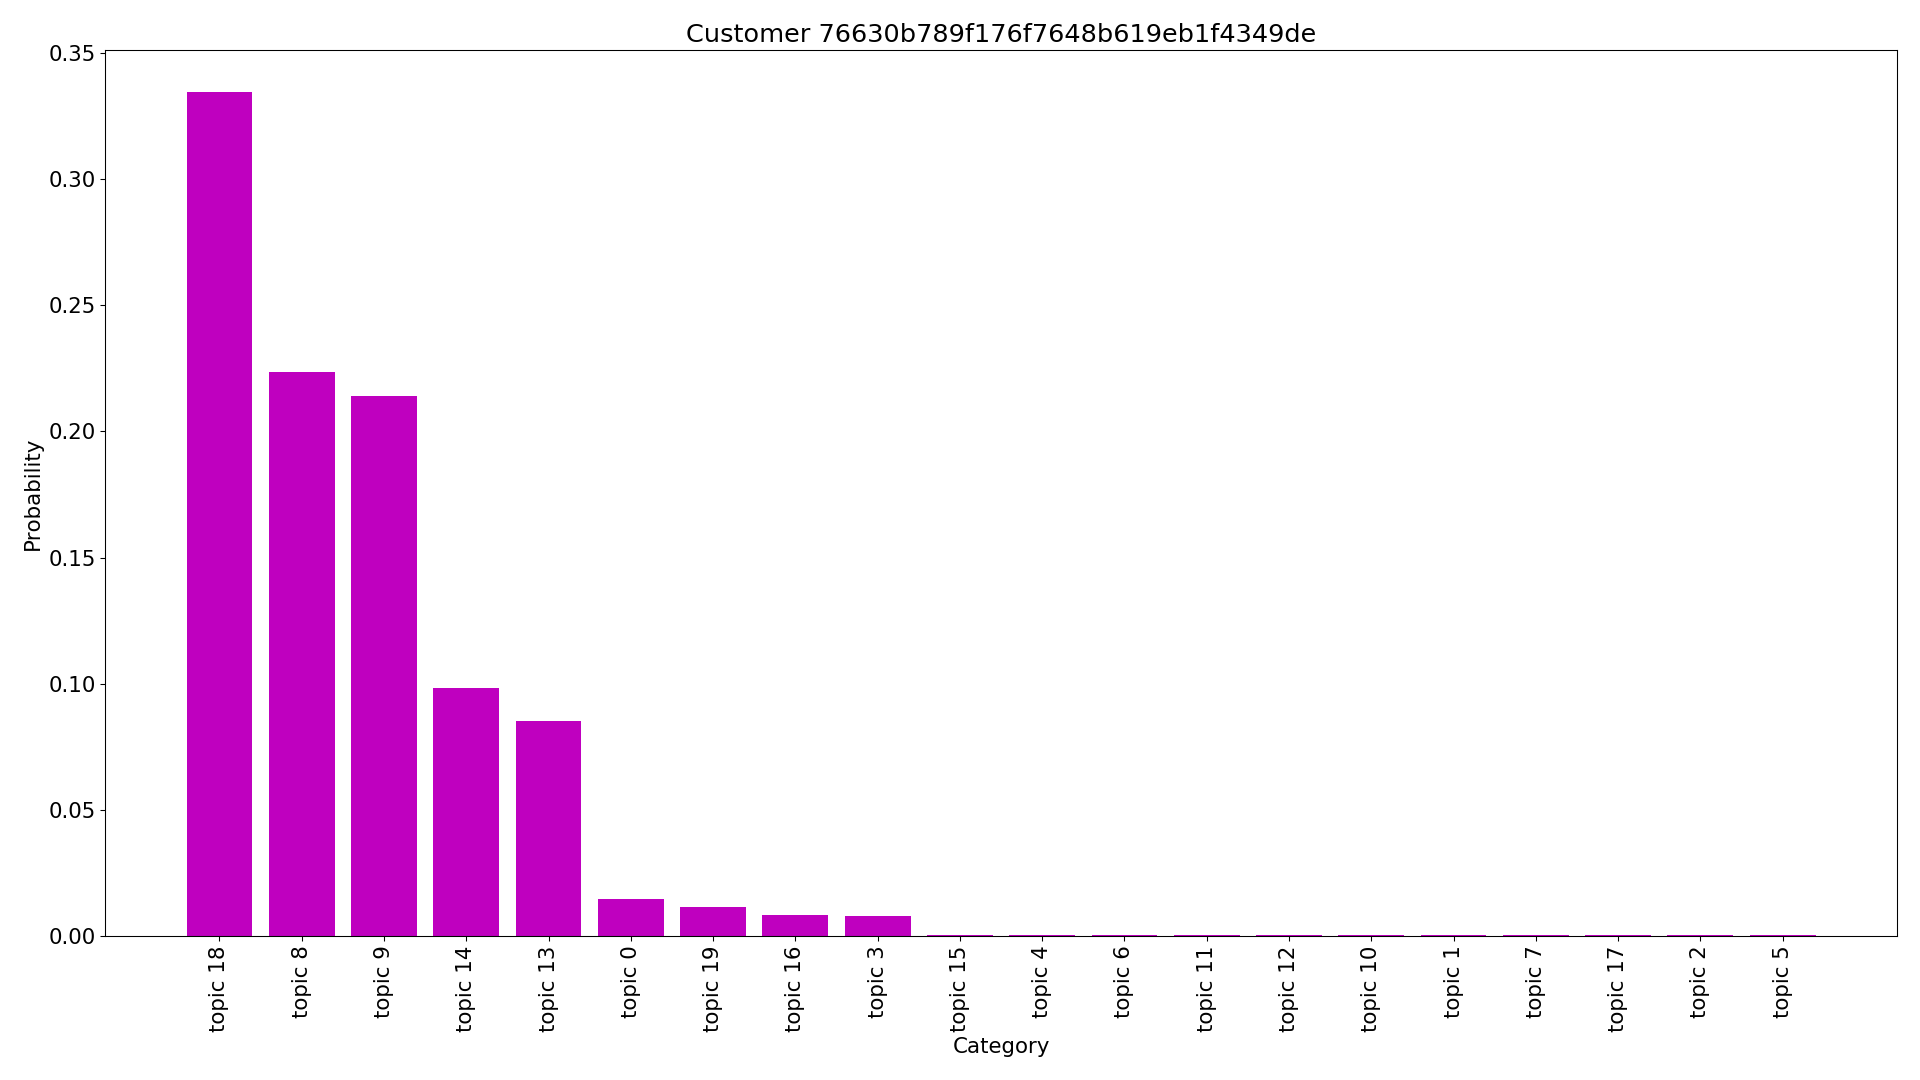 Customer 76630b789f176f7648b619eb1f4349de
0.35
0.30
0.25
0.20
0.15
0.10
0.05
0.00
Probability
topic 18
topic 8
topic 9
topic 14
topic 13
topic 0
topic 19
topic 16
topic 3
topic 15
topic 4
topic 6
topic 11
topic 12
topic 10
topic 1
topic 7
topic 17
topic 2
topic 5
Category